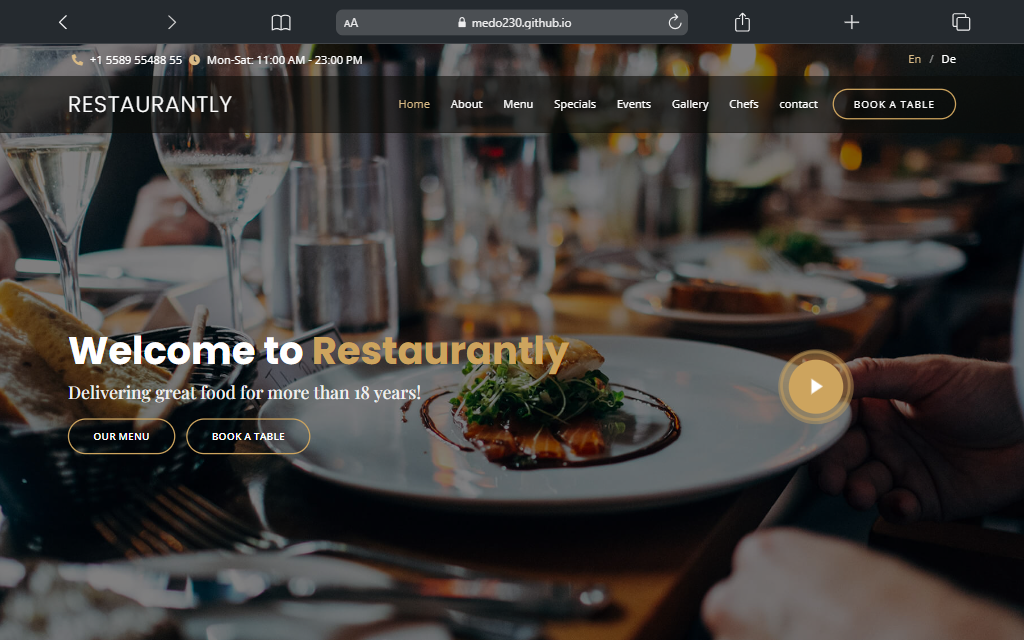 AA medo230.github.io
+1 5589 55488 55 Mon-Sat: 11:00 AM - 23:00 PM En / De
RESTAURANTLY Home About Menu Specials Events Gallery Chefs contact BOOK A TABLE
Welcome to Restaurantly
Delivering great food for more than 18 years!
OUR MENU BOOK A TABLE